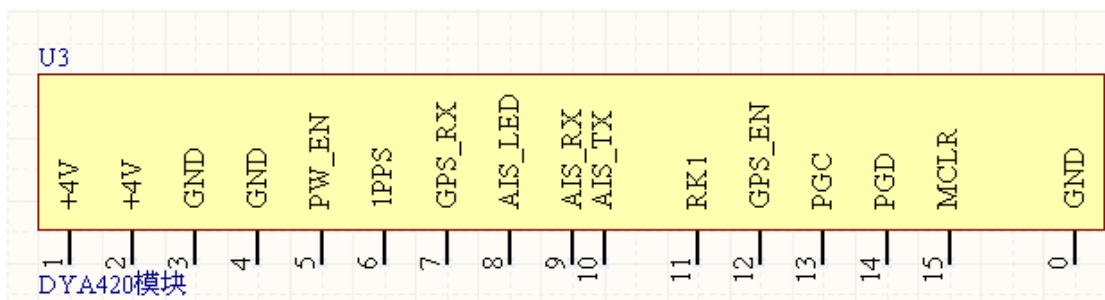 U3
+4V +4V GND GND PW_EN 1PPS GPS_RX AIS_LED AIS_RX AIS_TX RK1 GPS_EN PGC PGD MCLR GND
1 2 3 4 5 6 7 8 9 10 11 12 13 14 15 0
DYA420模块